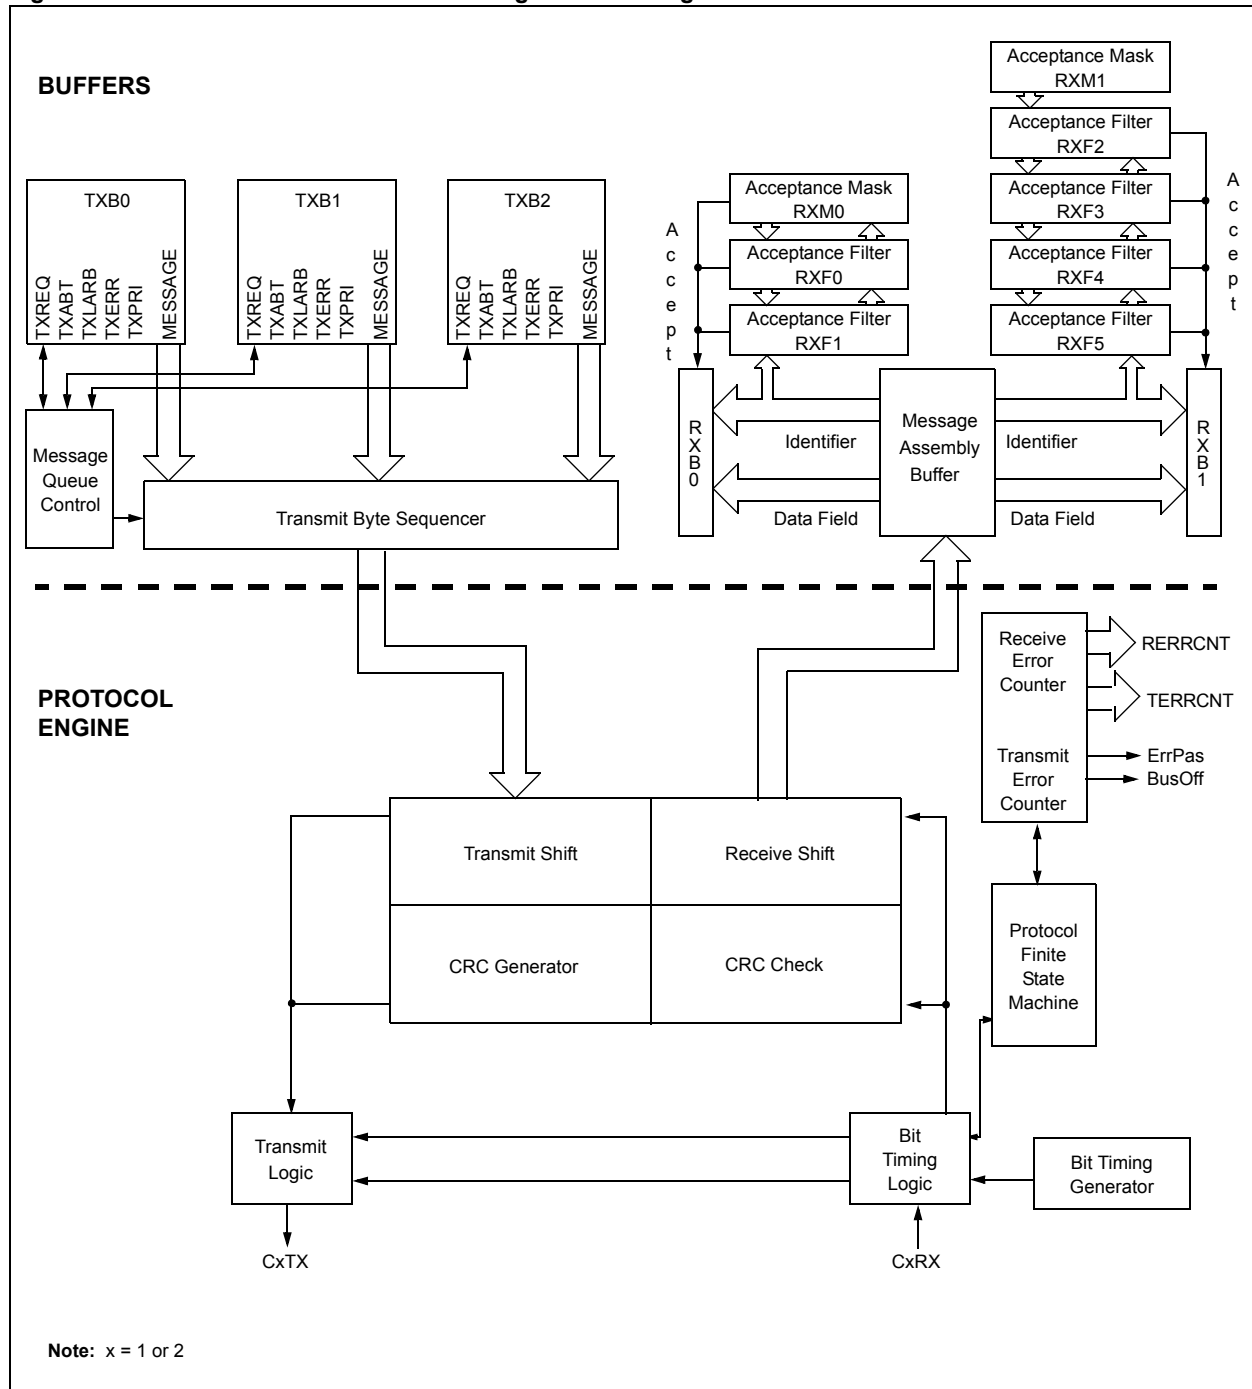 BUFFERS
Acceptance Mask
RXM1
Acceptance Filter
RXF2
Acceptance Filter
RXF3
Acceptance Filter
RXF4
Acceptance Filter
RXF5
Accept
Acceptance Mask
RXM0
Acceptance Filter
RXF0
Acceptance Filter
RXF1
Accept
TXB0
TXREQ
TXABT
TXLARB
TXERR
TXPRI
MESSAGE
TXB1
TXREQ
TXABT
TXLARB
TXERR
TXPRI
MESSAGE
TXB2
TXREQ
TXABT
TXLARB
TXERR
TXPRI
MESSAGE
Message
Queue
Control
Transmit Byte Sequencer
RXB0
Identifier
Data Field
Message
Assembly
Buffer
Identifier
Data Field
RXB1
PROTOCOL
ENGINE
Receive
Error
Counter
Transmit
Error
Counter
RERRCNT
TERRCNT
ErrPas
BusOff
Transmit Shift
Receive Shift
CRC Generator
CRC Check
Protocol
Finite
State
Machine
Transmit
Logic
Bit
Timing
Logic
Bit Timing
Generator
CxTX
CxRX
Note: x = 1 or 2